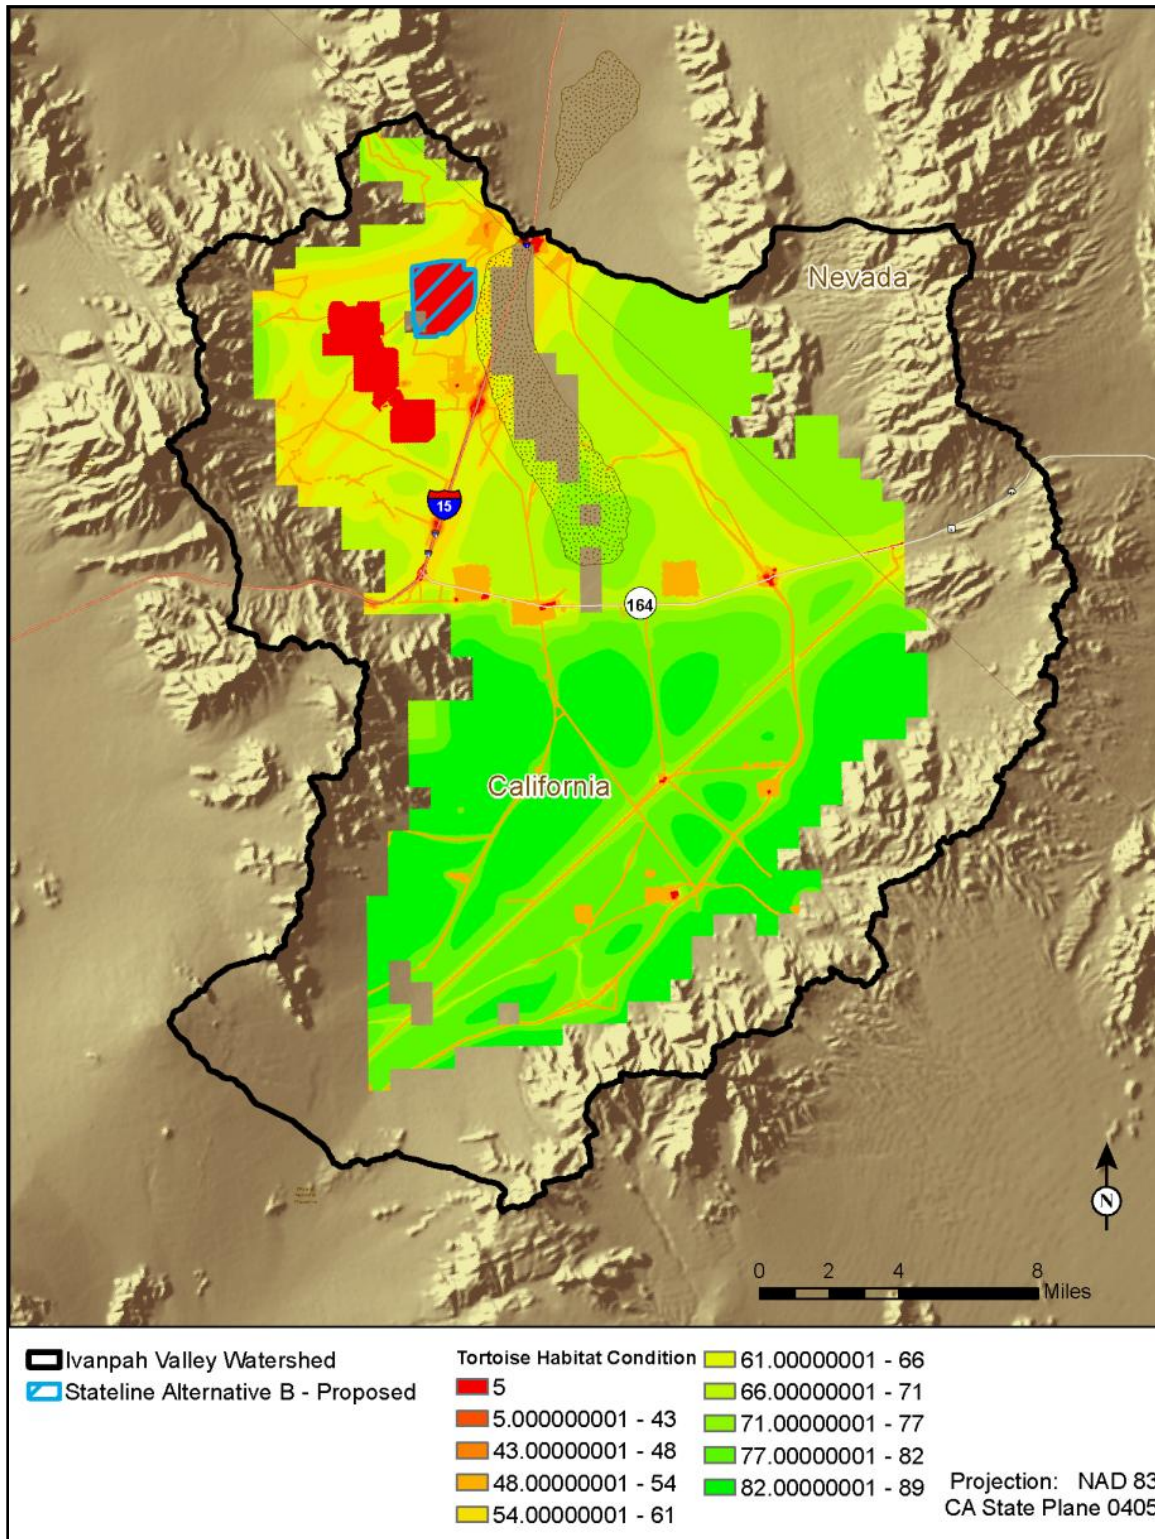 Nevada
15
164
California
N
0 2 4 8
Miles
Ivanpah Valley Watershed
Stateline Alternative B - Proposed
Tortoise Habitat Condition
5
5.000000001 - 43
43.00000001 - 48
48.00000001 - 54
54.00000001 - 61
61.00000001 - 66
66.00000001 - 71
71.00000001 - 77
77.00000001 - 82
82.00000001 - 89
Projection: NAD 83
CA State Plane 0405